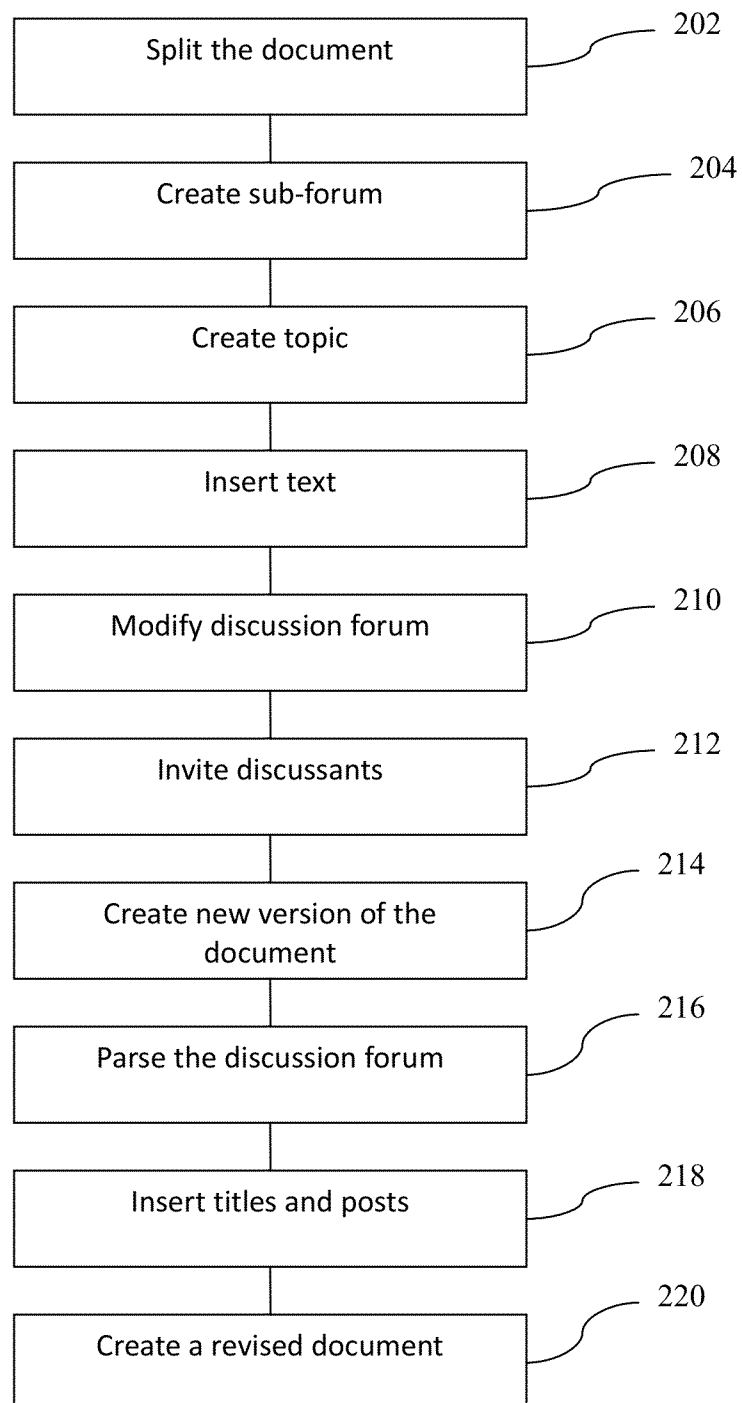 Split the document
202
Create sub-forum
204
Create topic
206
Insert text
208
Modify discussion forum
210
Invite discussants
212
Create new version of the
document
214
Parse the discussion forum
216
Insert titles and posts
218
Create a revised document
220